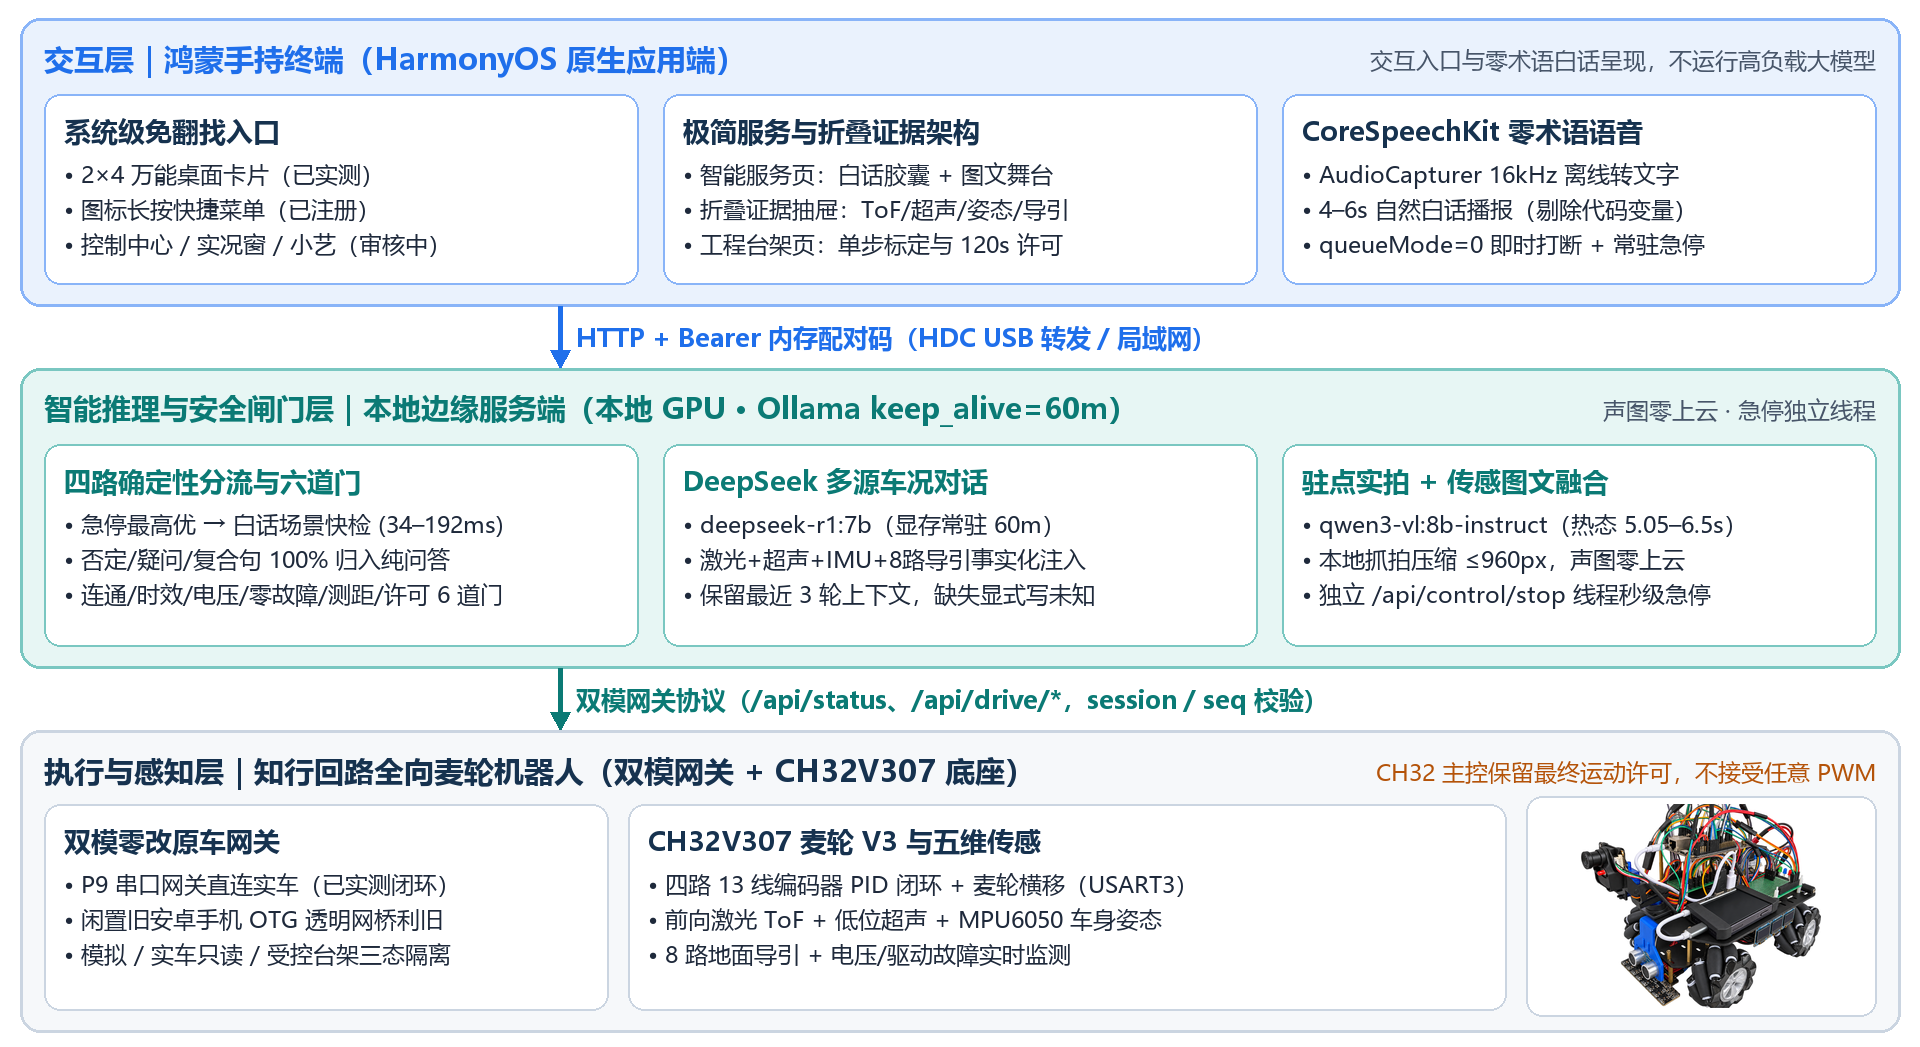 交互层 | 鸿蒙手持终端（HarmonyOS 原生应用端）
交互入口与零术语白话呈现，不运行高负载大模型
系统级免翻找入口
• 2×4 万能桌面卡片（已实测）
• 图标长按快捷菜单（已注册）
• 控制中心 / 实况窗 / 小艺（审核中）
极简服务与折叠证据架构
• 智能服务页：白话胶囊 + 图文舞台
• 折叠证据抽屉：ToF/超声/姿态/导引
• 工程台架页：单步标定与 120s 许可
CoreSpeechKit 零术语语音
• AudioCapturer 16kHz 离线转文字
• 4–6s 自然白话播报（剔除代码变量）
• queueMode=0 即时打断 + 常驻急停
HTTP + Bearer 内存配对码（HDC USB 转发 / 局域网）
智能推理与安全闸门层 | 本地边缘服务端（本地 GPU • Ollama keep_alive=60m）
声图零上云 · 急停独立线程
四路确定性分流与六道门
• 急停最高优 → 白话场景快检 (34–192ms)
• 否定/疑问/复合句 100% 归入纯问答
• 连通/时效/电压/零故障/测距/许可 6 道门
DeepSeek 多源车况对话
• deepseek-r1:7b（显存常驻 60m）
• 激光+超声+IMU+8路导引事实化注入
• 保留最近 3 轮上下文，缺失显式写未知
驻点实拍 + 传感图文融合
• qwen3-vl:8b-instruct（热态 5.05–6.5s）
• 本地抓拍压缩 ≤960px，声图零上云
• 独立 /api/control/stop 线程秒级急停
双模网关协议（/api/status、/api/drive/*，session / seq 校验）
执行与感知层 | 知行回路全向麦轮机器人（双模网关 + CH32V307 底座）
CH32 主控保留最终运动许可，不接受任意 PWM
双模零改原车网关
• P9 串口网关直连实车（已实测闭环）
• 闲置旧安卓手机 OTG 透明网桥利旧
• 模拟 / 实车只读 / 受控台架三态隔离
CH32V307 麦轮 V3 与五维传感
• 四路 13 线编码器 PID 闭环 + 麦轮横移（USART3）
• 前向激光 ToF + 低位超声 + MPU6050 车身姿态
• 8 路地面导引 + 电压/驱动故障实时监测